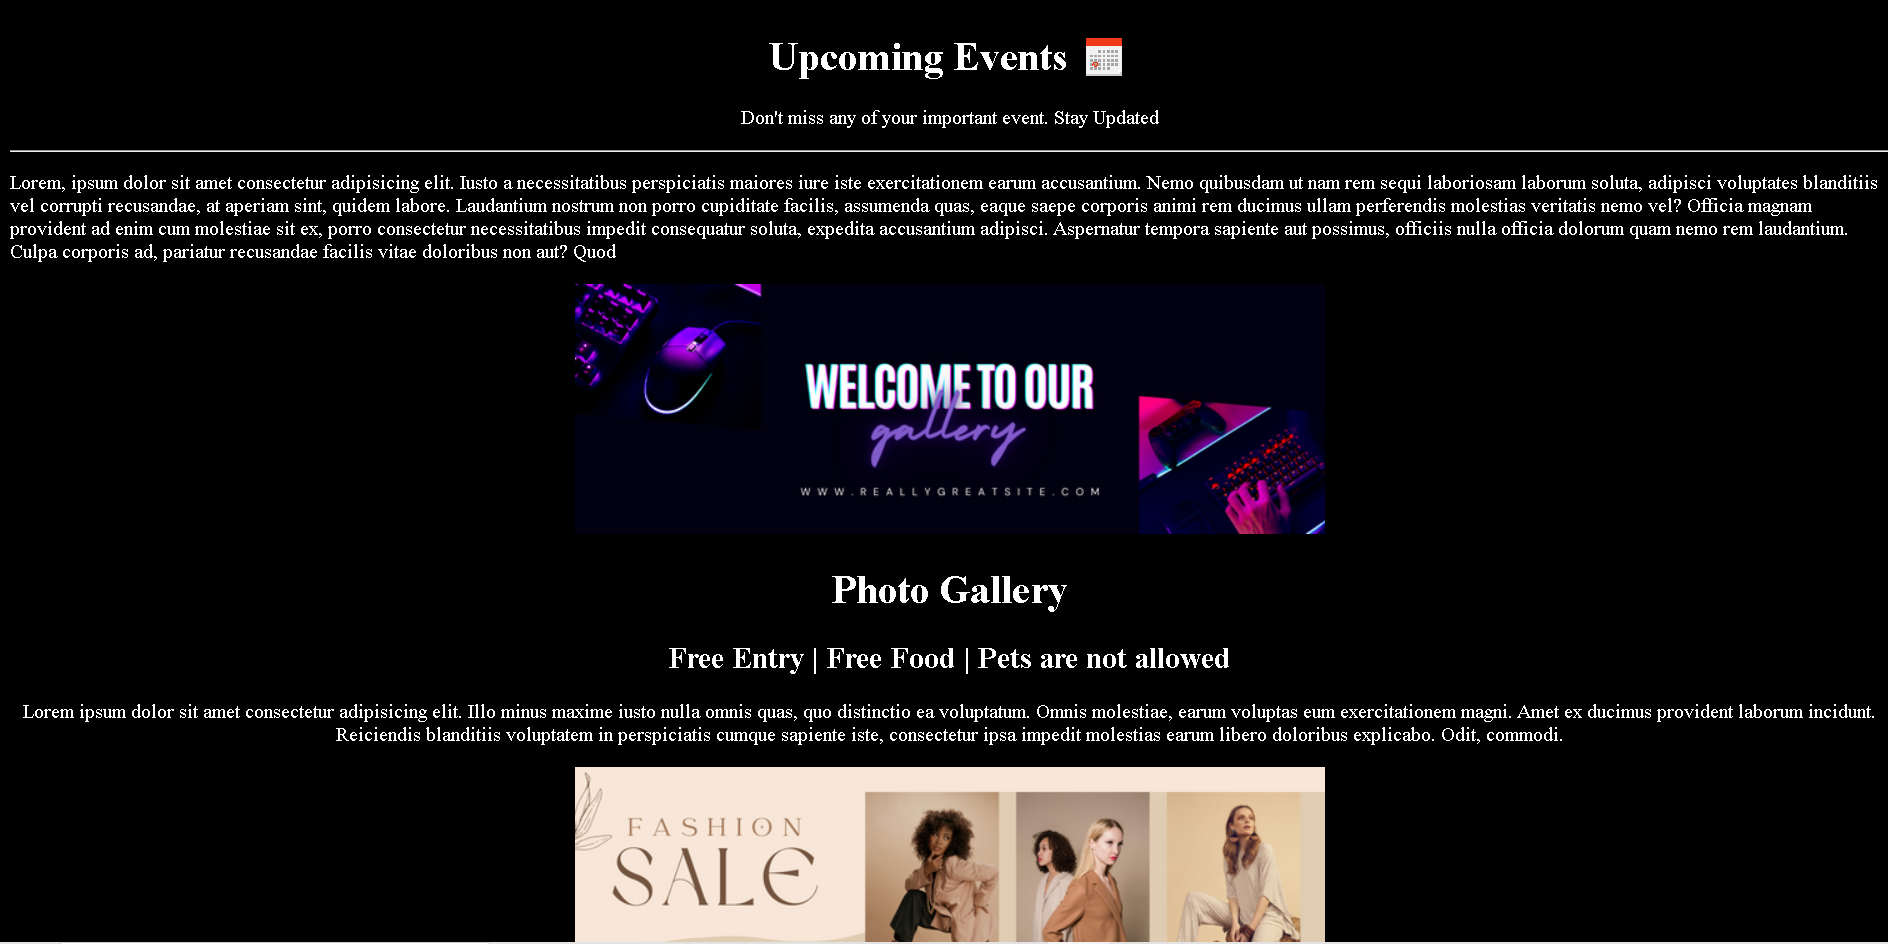 Upcoming Events
Don't miss any of your important event. Stay Updated
Lorem, ipsum dolor sit amet consectetur adipisicing elit. Iusto a necessitatibus perspiciatis maiores iure iste exercitationem earum accusantium. Nemo quibusdam ut nam rem sequi laboriosam laborum soluta, adipisci voluptates blanditiis
vel corrupti recusandae, at aperiam sint, quidem labore. Laudantium nostrum non porro cupiditate facilis, assumenda quas, eaque saepe corporis animi rem ducimus ullam perferendis molestias veritatis nemo vel? Officia magnam
provident ad enim cum molestiae sit ex, porro consectetur necessitatibus impedit consequatur soluta, expedita accusantium adipisci. Aspernatur tempora sapiente aut possimus, officiis nulla officia dolorum quam nemo rem laudantium.
Culpa corporis ad, pariatur recusandae facilis vitae doloribus non aut? Quod
WELCOME TO OUR
gallery
WWW.REALLYGREATSITE.COM
Photo Gallery
Free Entry | Free Food | Pets are not allowed
Lorem ipsum dolor sit amet consectetur adipisicing elit. Illo minus maxime iusto nulla omnis quas, quo distinctio ea voluptatum. Omnis molestiae, earum voluptas eum exercitationem magni. Amet ex ducimus provident laborum incidunt.
Reiciendis blanditiis voluptatem in perspiciatis cumque sapiente iste, consectetur ipsa impedit molestias earum libero doloribus explicabo. Odit, commodi.
FASHION
SALE